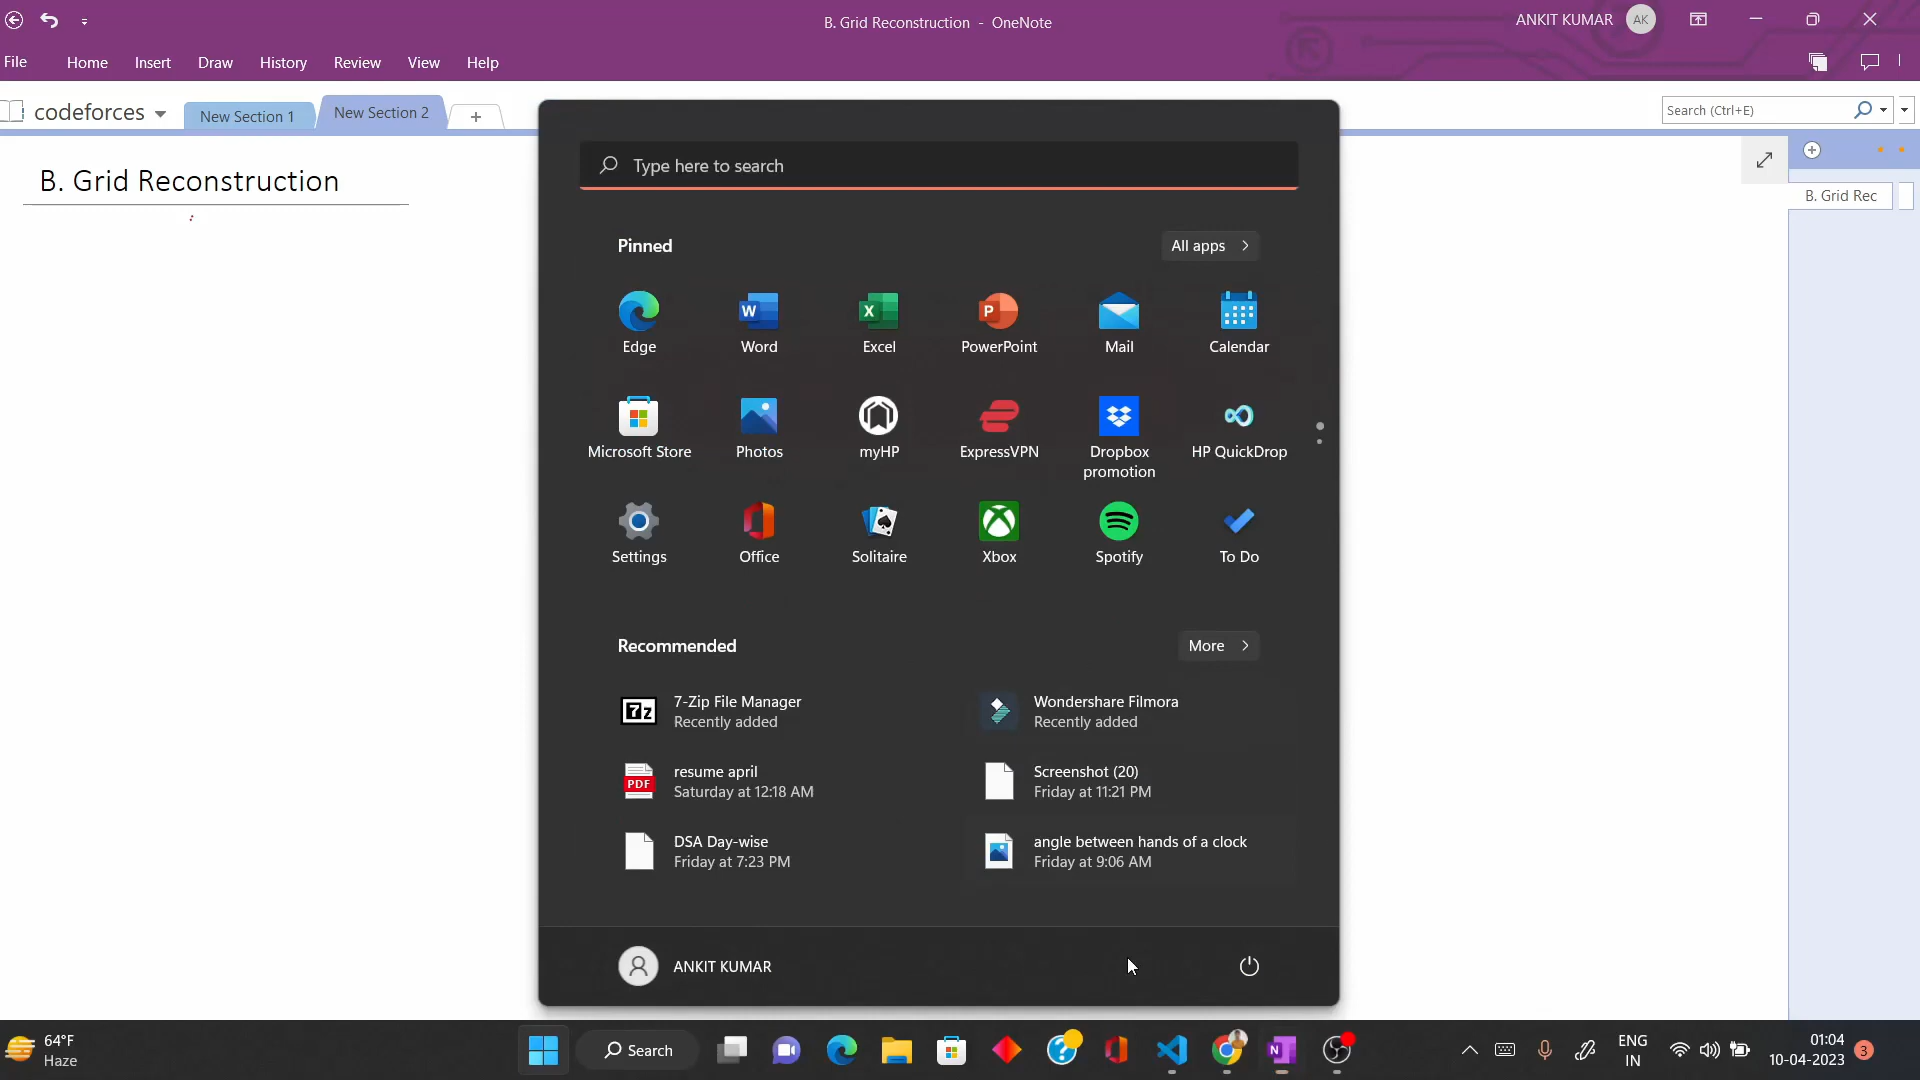 B. Grid Reconstruction - OneNote
ANKIT KUMAR
AK
File
Home
Insert
Draw
History
Review
View
Help
codeforces
New Section 1
New Section 2
+
Search (Ctrl+E)
B. Grid Reconstruction
B. Grid Rec
Type here to search
Pinned
All apps
Edge
Word
Excel
PowerPoint
Mail
Calendar
Microsoft Store
Photos
myHP
ExpressVPN
Dropbox
promotion
HP QuickDrop
Settings
Office
Solitaire
Xbox
Spotify
To Do
Recommended
More
7-Zip File Manager
Recently added
Wondershare Filmora
Recently added
resume april
Saturday at 12:18 AM
Screenshot (20)
Friday at 11:21 PM
DSA Day-wise
Friday at 7:23 PM
angle between hands of a clock
Friday at 9:06 AM
ANKIT KUMAR
64°F
Haze
Search
ENG
IN
01:04
10-04-2023
3